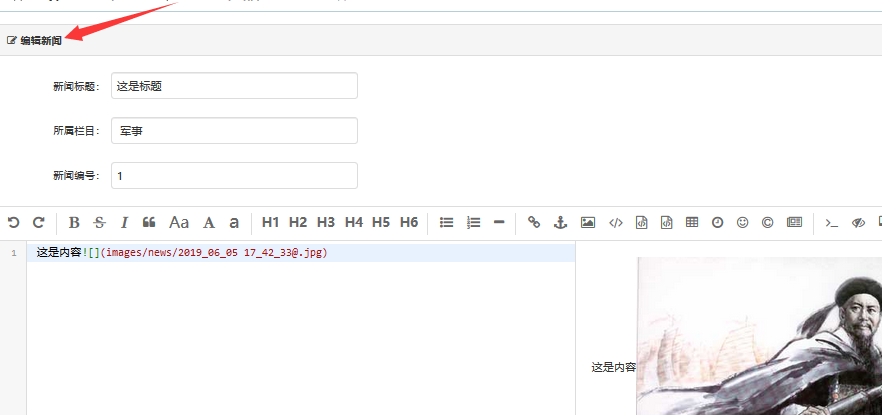 编辑新闻
新闻标题： 这是标题
所属栏目： 军事
新闻编号： 1
B S I Aa A a H1 H2 H3 H4 H5 H6
1 这是内容![](images/news/2019_06_05 17_42_33@.jpg)
这是内容